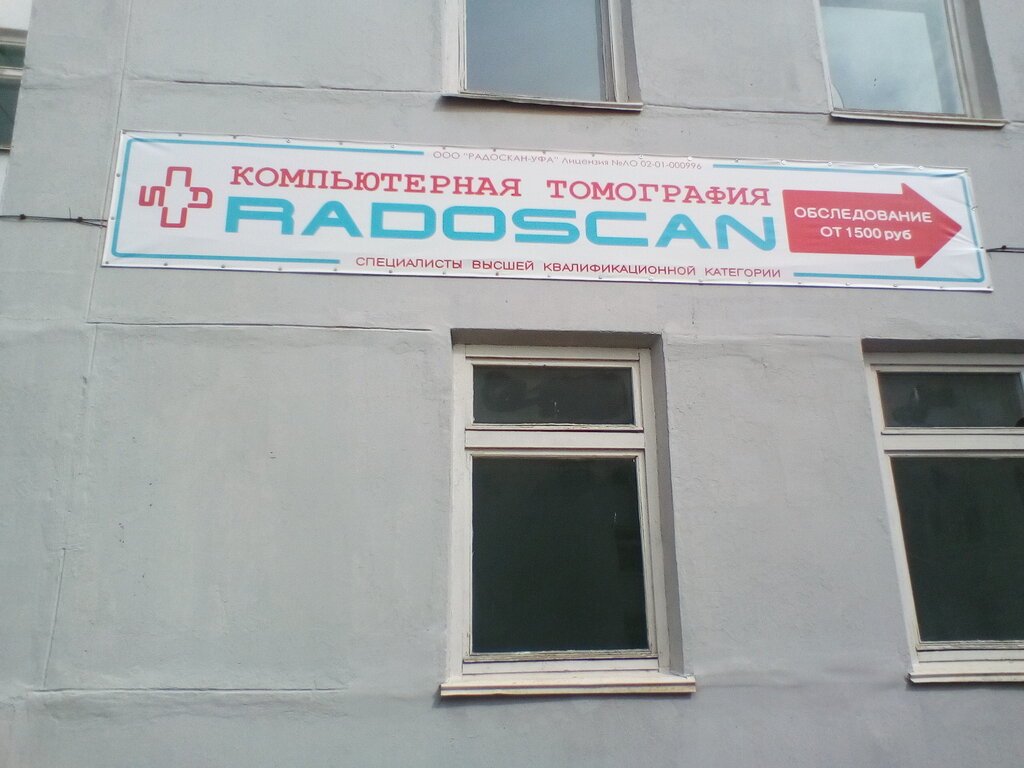 ООО "РАДОСКАН-УФА" Лицензия №ЛО 02-01-000996
КОМПЬЮТЕРНАЯ ТОМОГРАФИЯ
RADOSCAN
СПЕЦИАЛИСТЫ ВЫСШЕЙ КВАЛИФИКАЦИОННОЙ КАТЕГОРИИ
ОБСЛЕДОВАНИЕ
ОТ 1500 руб